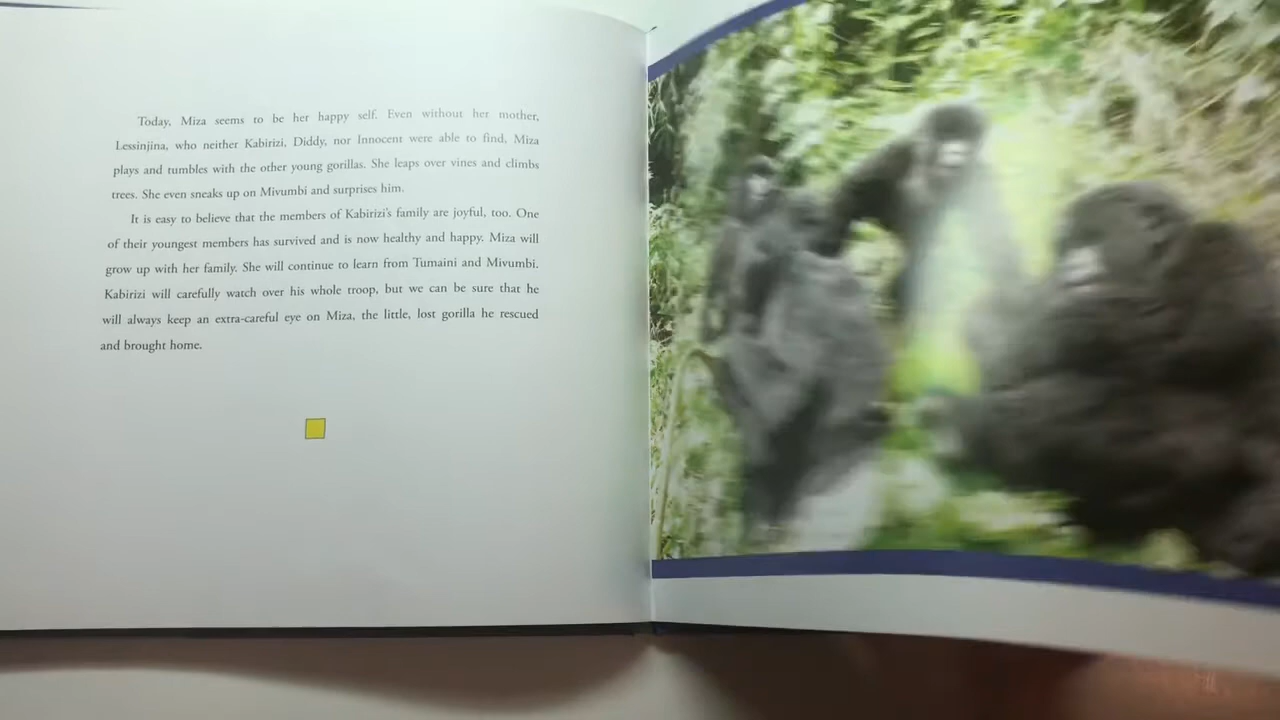 Today, Miza seems to be her happy self. Even without her mother,
Lessinjina, who neither Kabirizi, Diddy, nor Innocent were able to find, Miza
plays and tumbles with the other young gorillas. She leaps over vines and climbs
trees. She even sneaks up on Mivumbi and surprises him.
It is easy to believe that the members of Kabirizi's family are joyful, too. One
of their youngest members has survived and is now healthy and happy. Miza will
grow up with her family. She will continue to learn from Tumaini and Mivumbi.
Kabirizi will carefully watch over his whole troop, but we can be sure that he
will always keep an extra-careful eye on Miza, the little, lost gorilla he rescued
and brought home.